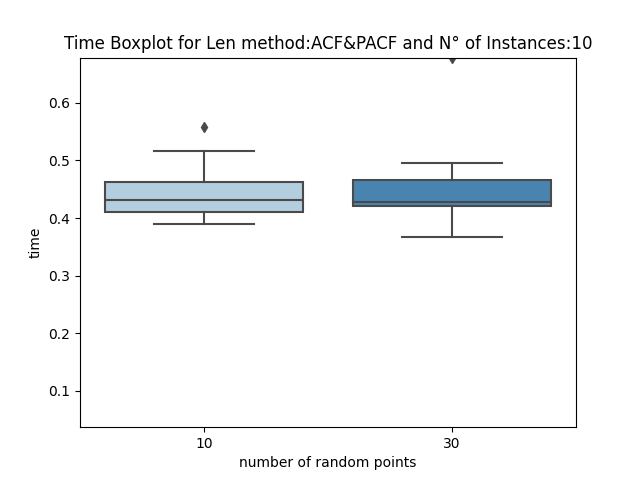 Time Boxplot for Len method:ACF&PACF and N° of Instances:10
0.6
0.5
0.4
0.3
0.2
0.1
time
10
30
number of random points